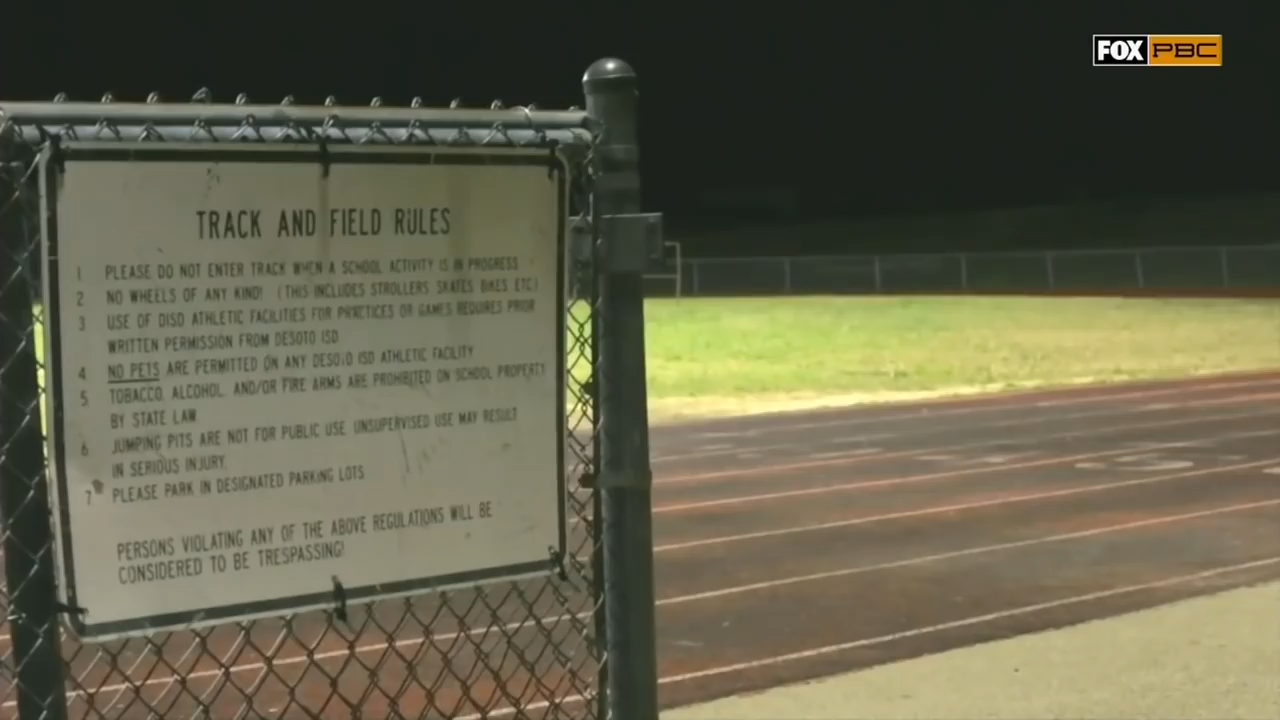 FOX PBC
TRACK AND FIELD RULES
1 PLEASE DO NOT ENTER TRACK WHEN A SCHOOL ACTIVITY IS IN PROGRESS
2 NO WHEELS OF ANY KIND! (THIS INCLUDES STROLLERS SKATES BIKES ETC)
3 USE OF DISD ATHLETIC FACILITIES FOR PRACTICES OR GAMES REQUIRES PRIOR
WRITTEN PERMISSION FROM DESOTO ISD
4 NO PETS ARE PERMITTED ON ANY DESOTO ISD ATHLETIC FACILITY
5 TOBACCO, ALCOHOL, AND/OR FIRE ARMS ARE PROHIBITED ON SCHOOL PROPERTY
BY STATE LAW
6 JUMPING PITS ARE NOT FOR PUBLIC USE. UNSUPERVISED USE MAY RESULT
IN SERIOUS INJURY.
7 PLEASE PARK IN DESIGNATED PARKING LOTS
PERSONS VIOLATING ANY OF THE ABOVE REGULATIONS WILL BE
CONSIDERED TO BE TRESPASSING!